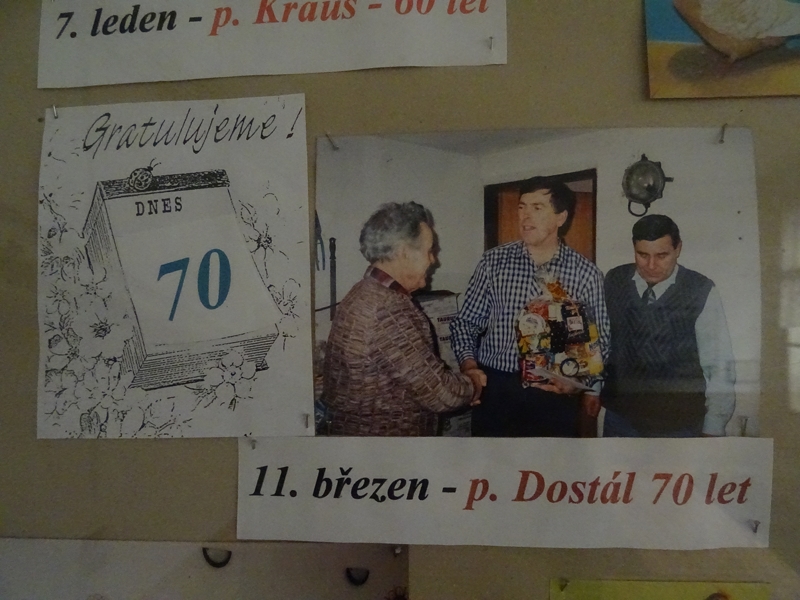 7. leden - p. Kraus - 60 let
Gratulujeme!
DNES
70
11. březen - p. Dostál 70 let